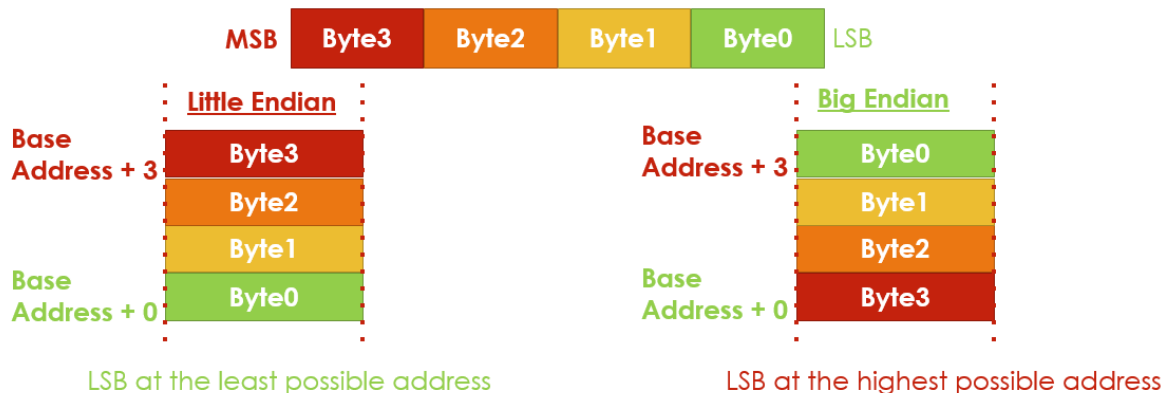 MSB Byte3 Byte2 Byte1 Byte0 LSB
Little Endian
Base
Address + 3
Byte3
Byte2
Byte1
Base
Address + 0
Byte0
LSB at the least possible address
Big Endian
Base
Address + 3
Byte0
Byte1
Byte2
Base
Address + 0
Byte3
LSB at the highest possible address